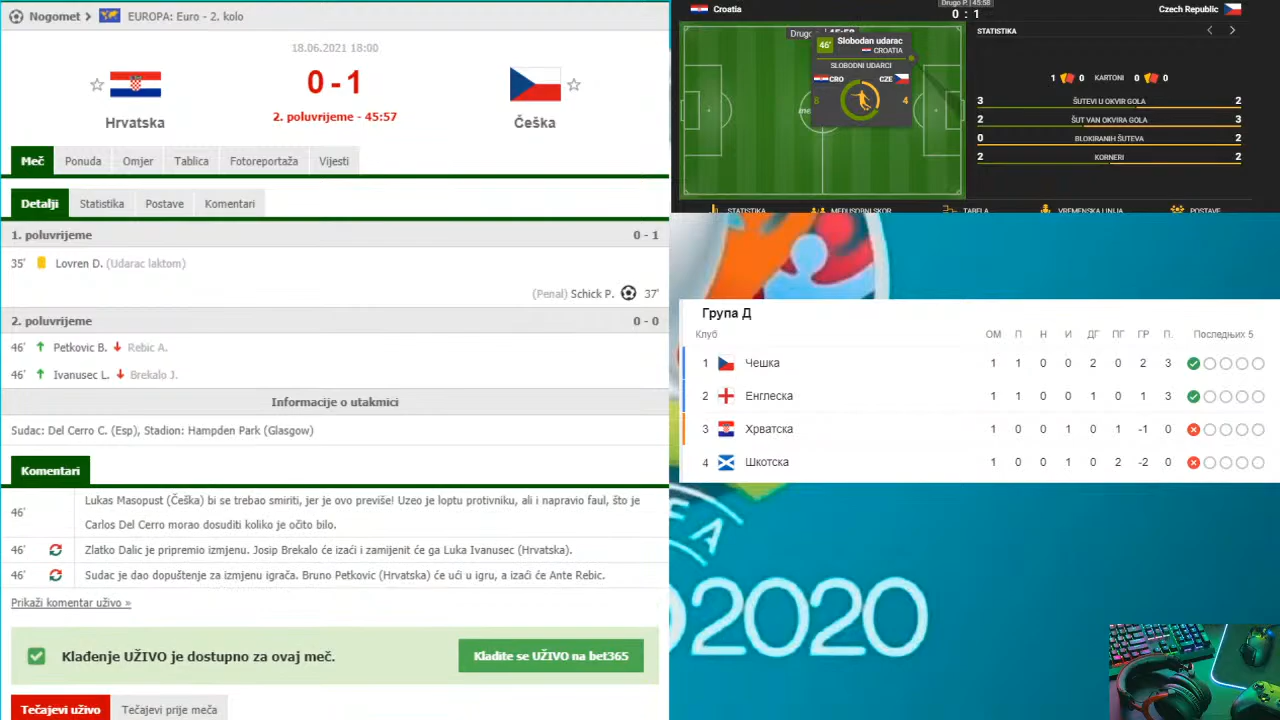 Nogomet > EUROPA: Euro - 2. kolo
18.06.2021 18:00
0 - 1
2. poluvrijeme - 45:57
Hrvatska
Češka
Meč Ponuda Omjer Tablica Fotoreportaža Vijesti
Detalji Statistika Postave Komentari
1. poluvrijeme 0 - 1
35' Lovren D. (Udarac laktom)
(Penal) Schick P. 37'
2. poluvrijeme 0 - 0
46' Petkovic B. Rebic A.
46' Ivanusec L. Brekalo J.
Informacije o utakmici
Sudac: Del Cerro C. (Esp), Stadion: Hampden Park (Glasgow)
Komentari
46' Lukas Masopust (Češka) bi se trebao smiriti, jer je ovo previše! Uzeo je loptu protivniku, ali i napravio faul, što je
Carlos Del Cerro morao dosuditi koliko je očito bilo.
46' Zlatko Dalic je pripremio izmjenu. Josip Brekalo će izaći i zamijenit će ga Luka Ivanusec (Hrvatska).
46' Sudac je dao dopuštenje za izmjenu igrača. Bruno Petkovic (Hrvatska) će ući u igru, a izaći će Ante Rebic.
Prikaži komentar uživo »
Klađenje UŽIVO je dostupno za ovaj meč.
Kladite se UŽIVO na bet365
Tečajevi uživo Tečajevi prije meča
Drugo P. | 45:58
Croatia 0 : 1 Czech Republic
Drugo
46' Slobodan udarac
CROATIA
SLOBODNI UDARCI
CRO CZE
8 4
STATISTIKA
1 0 KARTONI 0 0
3 ŠUTEVI U OKVIR GOLA 2
2 ŠUT VAN OKVIRA GOLA 3
0 BLOKIRANIH ŠUTEVA 2
2 KORNERI 2
STATISTIKA MEĐUSOBNI SKOR TABELA VREMENSKA LINIJA POSTAVE
Група Д
Клуб ОМ П Н И ДГ ПГ ГР П. Последњих 5
1 Чешка 1 1 0 0 2 0 2 3
2 Енглеска 1 1 0 0 1 0 1 3
3 Хрватска 1 0 0 1 0 1 -1 0
4 Шкотска 1 0 0 1 0 2 -2 0
2020